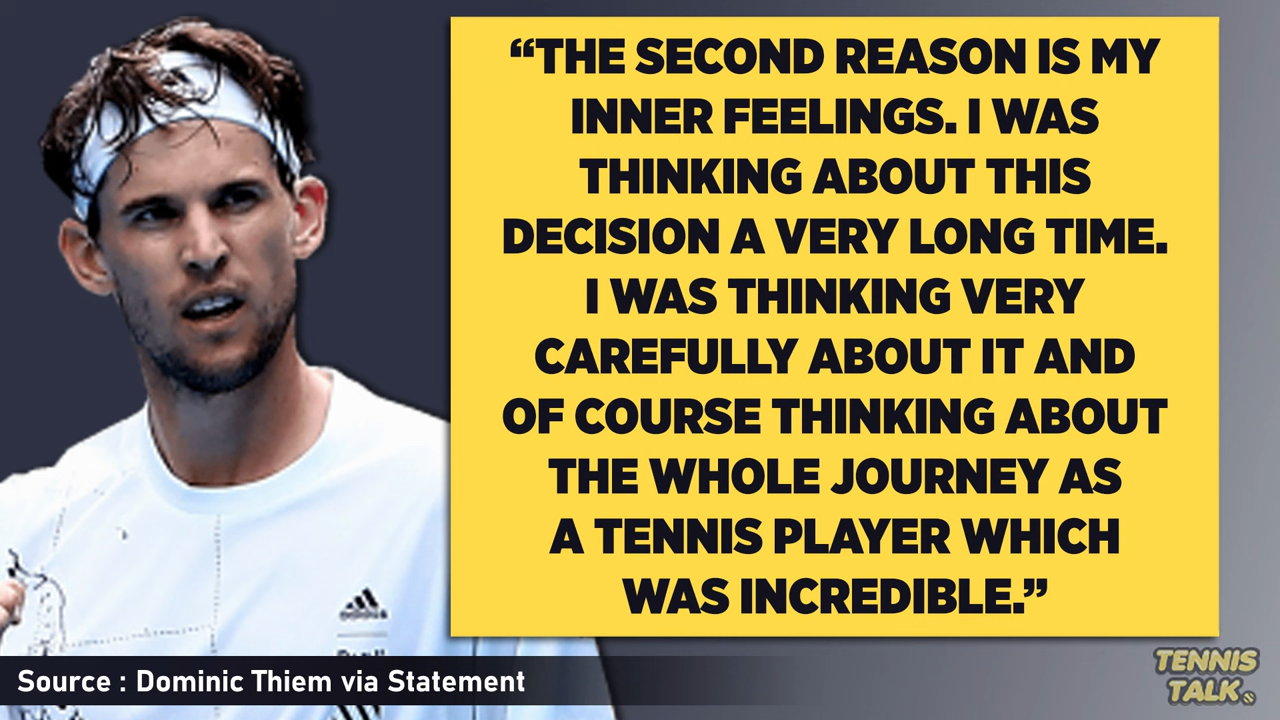 “THE SECOND REASON IS MY
INNER FEELINGS. I WAS
THINKING ABOUT THIS
DECISION A VERY LONG TIME.
I WAS THINKING VERY
CAREFULLY ABOUT IT AND
OF COURSE THINKING ABOUT
THE WHOLE JOURNEY AS
A TENNIS PLAYER WHICH
WAS INCREDIBLE.”
adidas
Source : Dominic Thiem via Statement
TENNIS
TALK